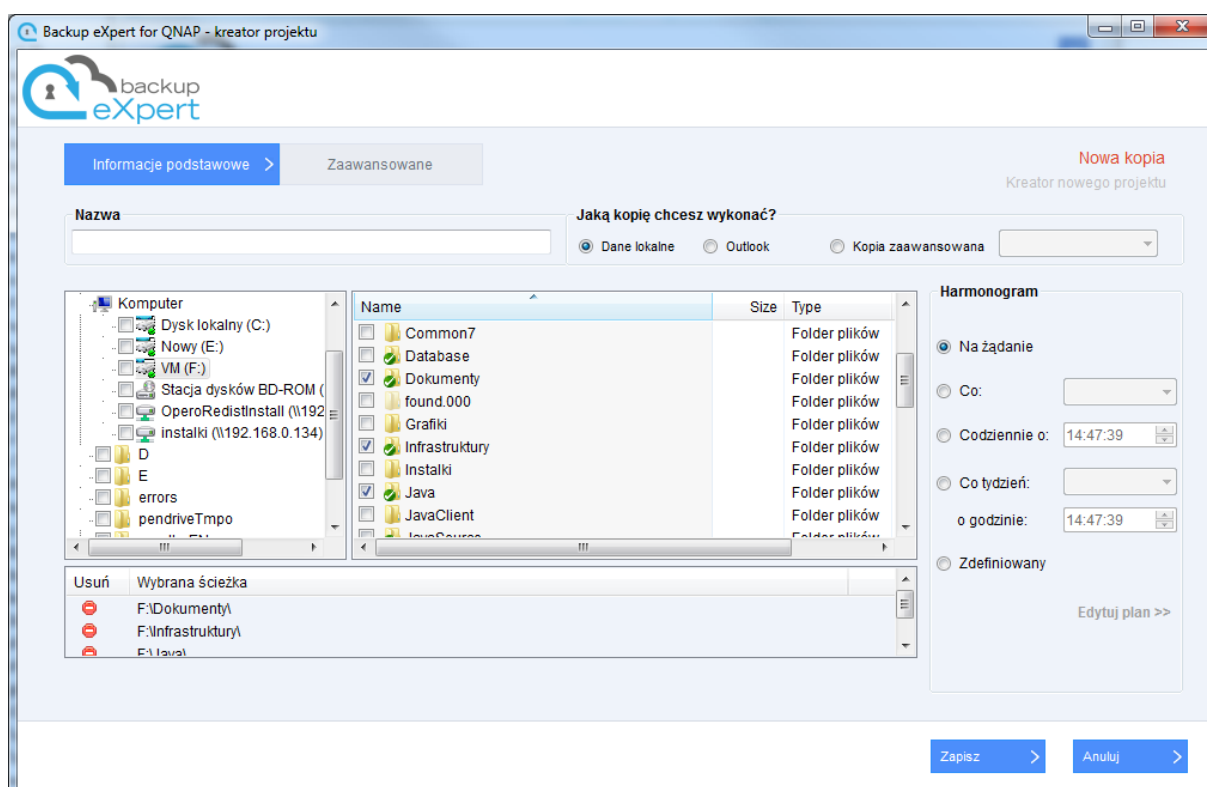 Backup eXpert for QNAP - kreator projektu
backup
eXpert
Informacje podstawowe >
Zaawansowane
Nowa kopia
Kreator nowego projektu
Nazwa
Jaką kopię chcesz wykonać?
Dane lokalne
Outlook
Kopia zaawansowana
Komputer
Dysk lokalny (C:)
Nowy (E:)
VM (F:)
Stacja dysków BD-ROM (
OperoRedistInstall (\\192
instalki (\\192.168.0.134)
D
E
errors
pendriveTmpo
Name Size Type
Common7 Folder plików
Database Folder plików
Dokumenty Folder plików
found.000 Folder plików
Grafiki Folder plików
Infrastruktury Folder plików
Instalki Folder plików
Java Folder plików
JavaClient Folder plików
JavaSource Folder plików
Harmonogram
Na żądanie
Co:
Codziennie o: 14:47:39
Co tydzień:
o godzinie: 14:47:39
Zdefiniowany
Edytuj plan >>
Usuń Wybrana ścieżka
F:\Dokumenty\
F:\Infrastruktury\
F:\Java\
Zapisz >
Anuluj >